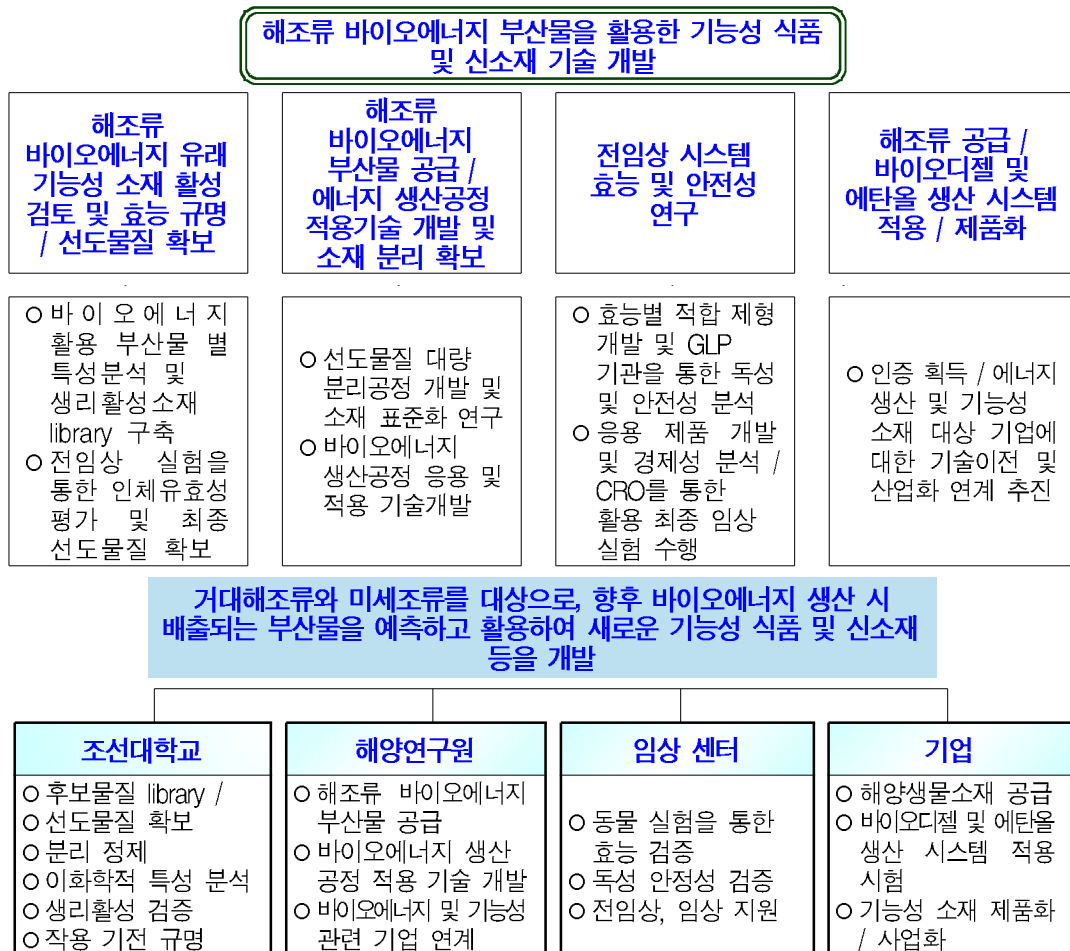 해조류 바이오에너지 부산물을 활용한 기능성 식품
및 신소재 기술 개발
해조류
바이오에너지 유래
기능성 소재 활성
검토 및 효능 규명
/ 선도물질 확보
해조류
바이오에너지
부산물 공급 /
에너지 생산공정
적용기술 개발 및
소재 분리 확보
전임상 시스템
효능 및 안전성
연구
해조류 공급 /
바이오디젤 및
에탄올 생산 시스템
적용 / 제품화
○ 바 이 오 에 너 지
활용 부산물 별
특성분석 및
생리활성소재
library 구축
○ 전임상 실험을
통한 인체유효성
평가 및 최종
선도물질 확보
○ 선도물질 대량
분리공정 개발 및
소재 표준화 연구
○ 바이오에너지
생산공정 응용 및
적용 기술개발
○ 효능별 적합 제형
개발 및 GLP
기관을 통한 독성
및 안전성 분석
○ 응용 제품 개발
및 경제성 분석 /
CRO를 통한
활용 최종 임상
실험 수행
○ 인증 획득 / 에너지
생산 및 기능성
소재 대상 기업에
대한 기술이전 및
산업화 연계 추진
거대해조류와 미세조류를 대상으로, 향후 바이오에너지 생산 시
배출되는 부산물을 예측하고 활용하여 새로운 기능성 식품 및 신소재
등을 개발
조선대학교
○ 후보물질 library /
○ 선도물질 확보
○ 분리 정제
○ 이화학적 특성 분석
○ 생리활성 검증
○ 작용 기전 규명
해양연구원
○ 해조류 바이오에너지
부산물 공급
○ 바이오에너지 생산
공정 적용 기술 개발
○ 바이오에너지 및 기능성
관련 기업 연계
임상 센터
○ 동물 실험을 통한
효능 검증
○ 독성 안정성 검증
○ 전임상, 임상 지원
기업
○ 해양생물소재 공급
○ 바이오디젤 및 에탄올
생산 시스템 적용
시험
○ 기능성 소재 제품화
/ 사업화